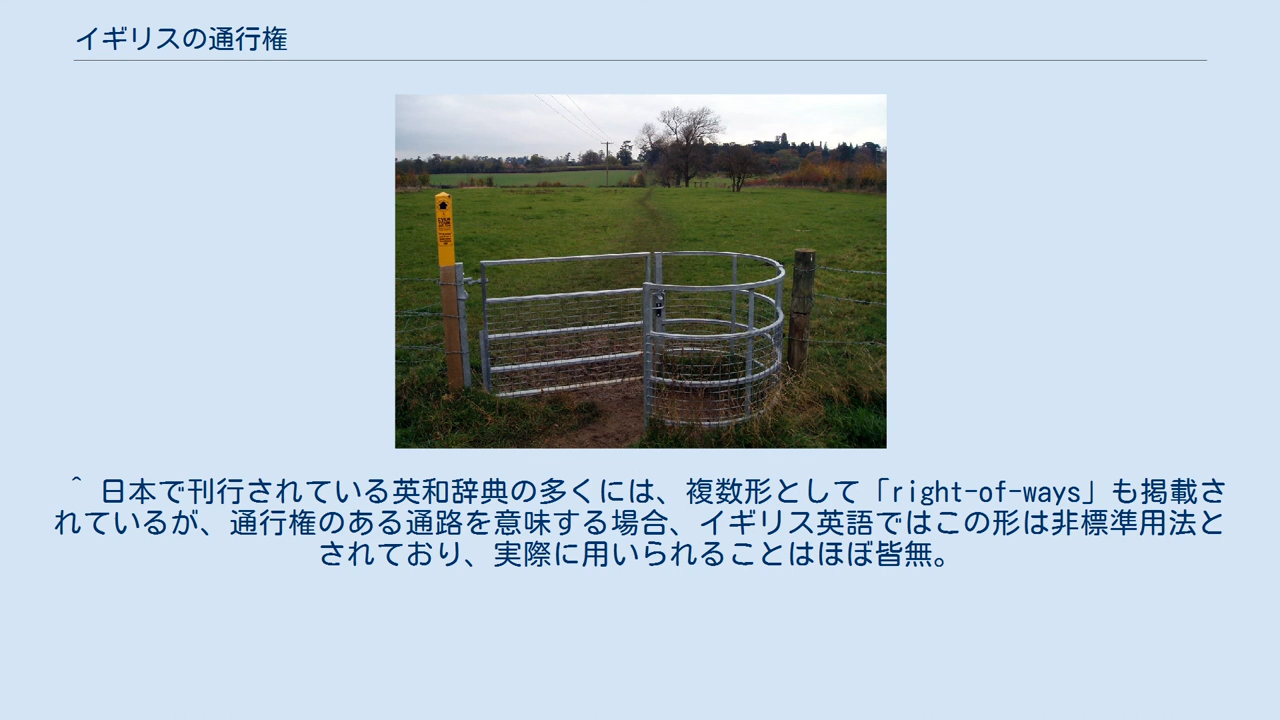 イギリスの通行権
^ 日本で刊行されている英和辞典の多くには、複数形として「right-of-ways」も掲載さ
れているが、通行権のある通路を意味する場合、イギリス英語ではこの形は非標準用法と
されており、実際に用いられることはほぼ皆無。